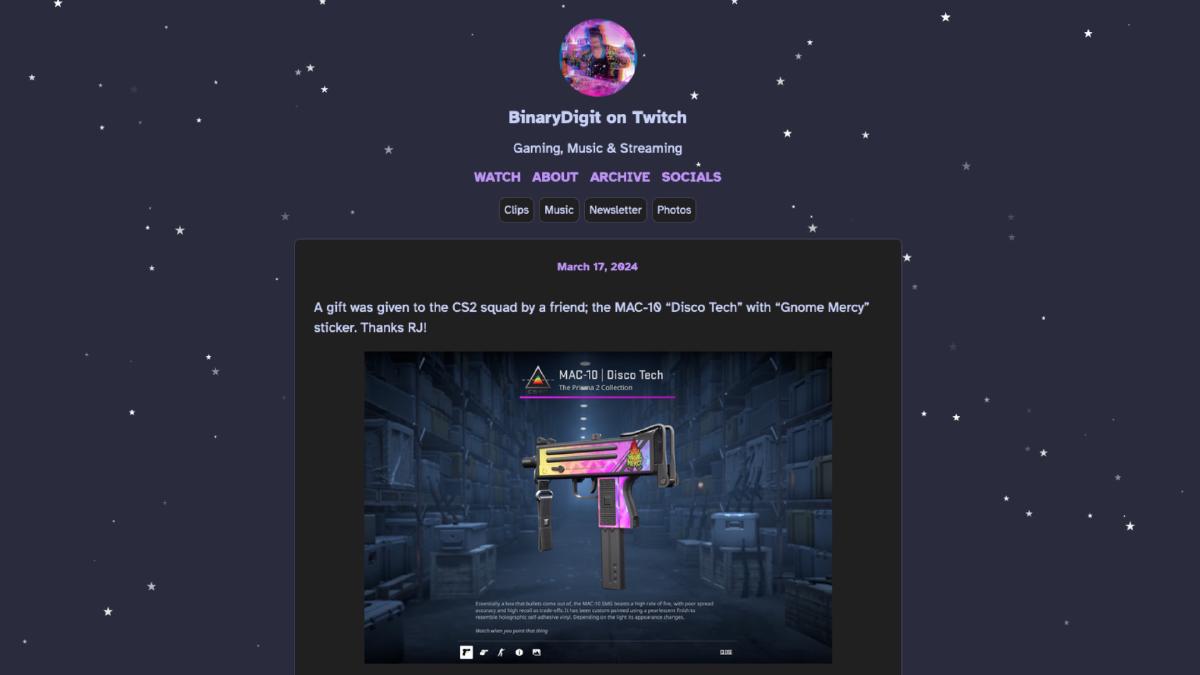 BinaryDigit on Twitch
Gaming, Music & Streaming
WATCH ABOUT ARCHIVE SOCIALS
Clips Music Newsletter Photos
March 17, 2024
A gift was given to the CS2 squad by a friend; the MAC-10 “Disco Tech” with “Gnome Mercy”
sticker. Thanks RJ!
MAC-10 | Disco Tech
The Prisma 2 Collection
Essentially a box that bullets come out of, the MAC-10 SMG boasts a high rate of fire, with poor spread
accuracy and high recoil as trade-offs. It has been custom painted using a pearlescent finish to
resemble holographic self-adhesive vinyl. Depending on the light its appearance changes.
Watch where you point that thing
CLOSE